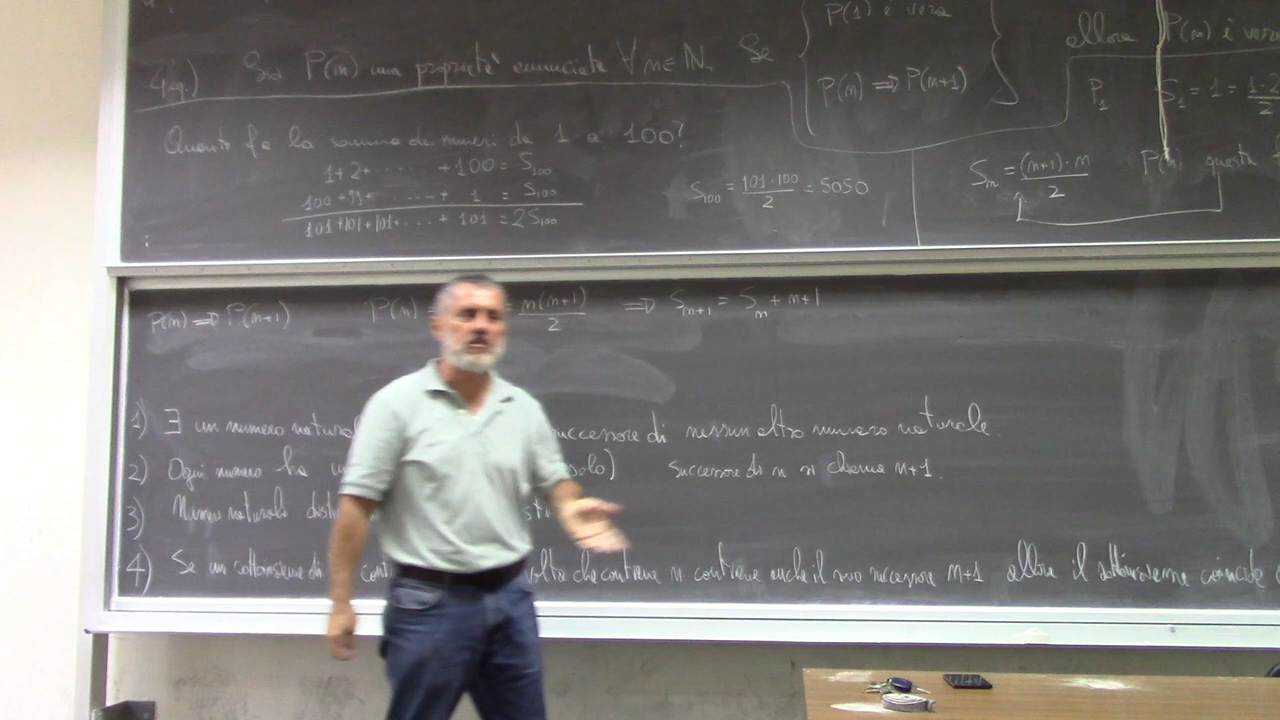 4 eq.) Sia P(n) una proprietà enunciata ∀ n ∈ ℕ. Se { P(1) è vera
P(n) ⇒ P(n+1) } allora P(n) è vera
Quanto fa la somma dei numeri da 1 a 100?
1+2+ . . . . . . +100 = S₁₀₀
100+99+ . . . . . + 1 = S₁₀₀
101+101+101+ . . . + 101 = 2S₁₀₀
S₁₀₀ = 101·100/2 = 5050
P₁ S₁ = 1 = 1·2/2
Sₙ = (n+1)·n/2 P(n) questa
P(n) ⇒ P(n+1) P(n) = n(n+1)/2 ⇒ Sₙ₊₁ = Sₙ + n+1
1) ∃ un numero natural successore di nessun altro numero naturale.
2) Ogni numero ha solo) successore di n si chiama n+1.
3) Numeri naturali dist
4) Se un sottoinsieme di cont volta che contiene n contiene anche il suo successore n+1 allora il sottoinsieme coincide